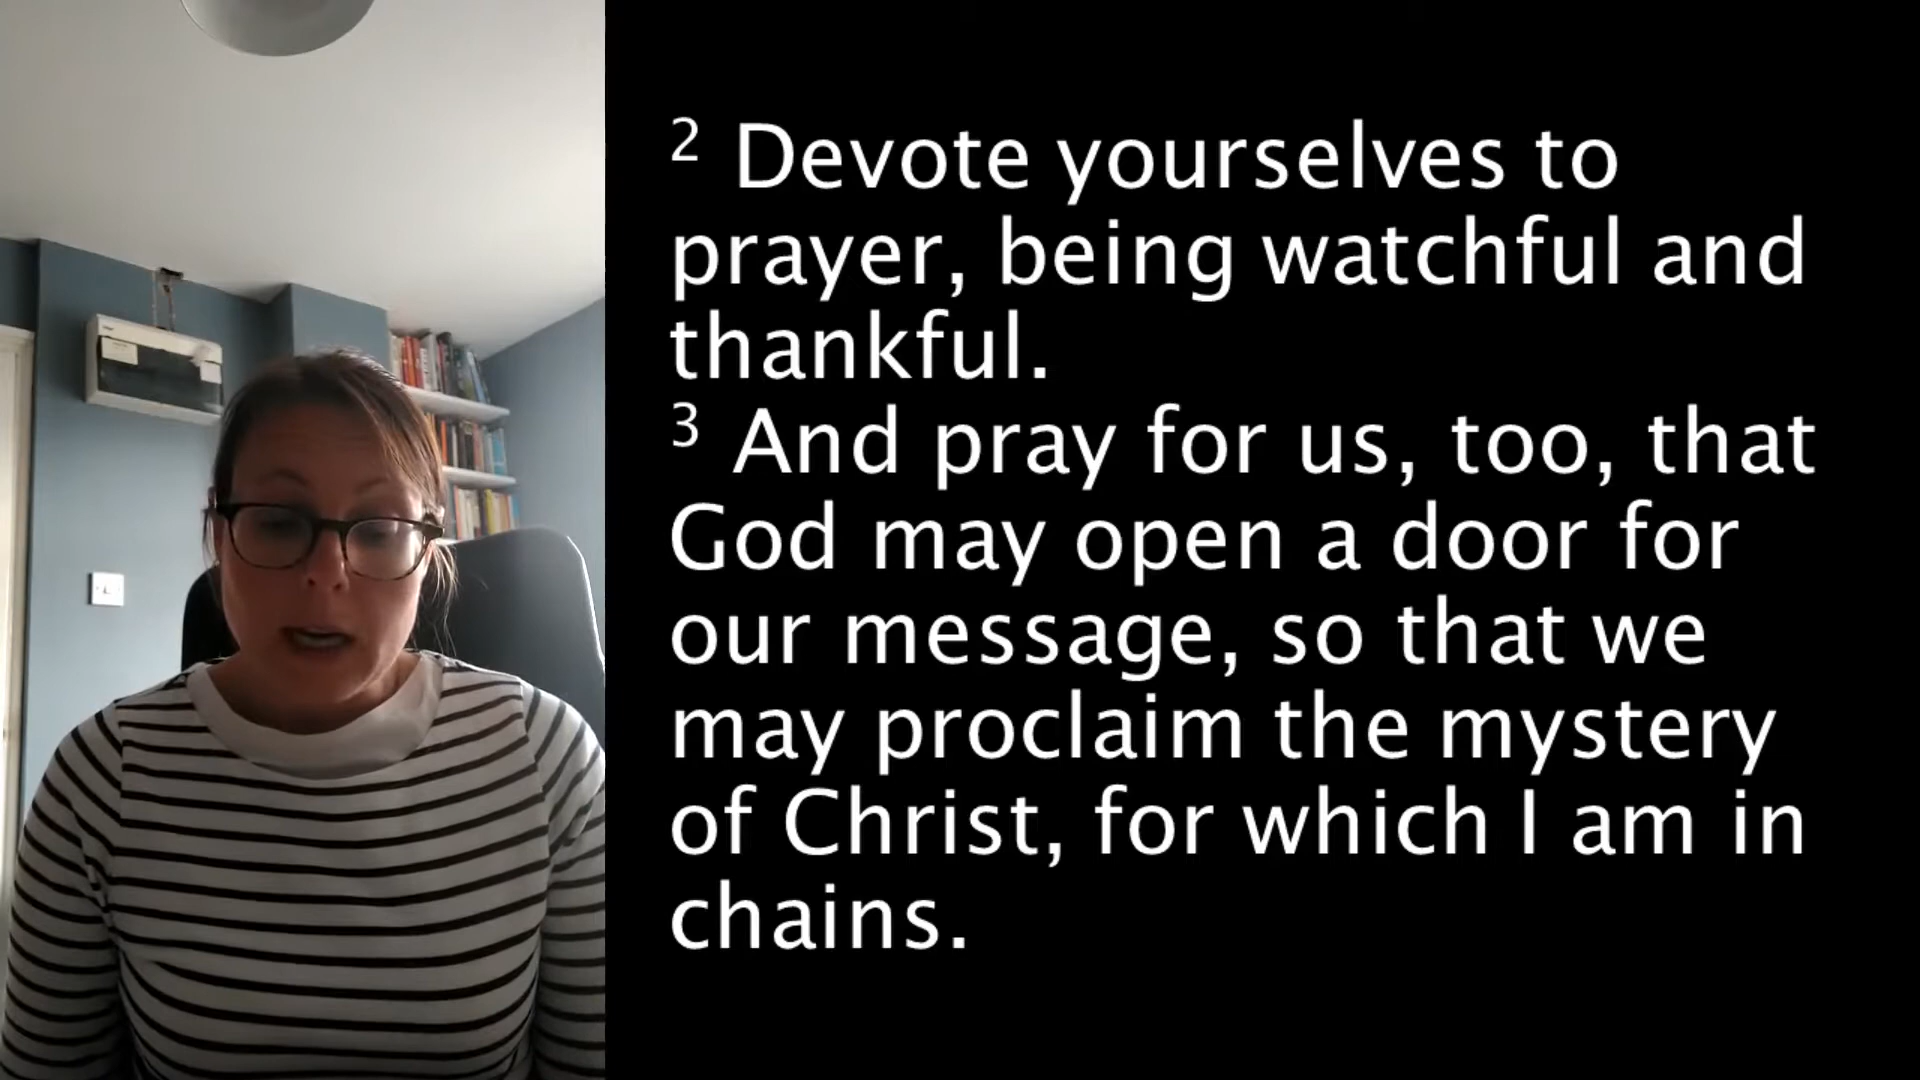 2 Devote yourselves to
prayer, being watchful and
thankful.
3 And pray for us, too, that
God may open a door for
our message, so that we
may proclaim the mystery
of Christ, for which I am in
chains.